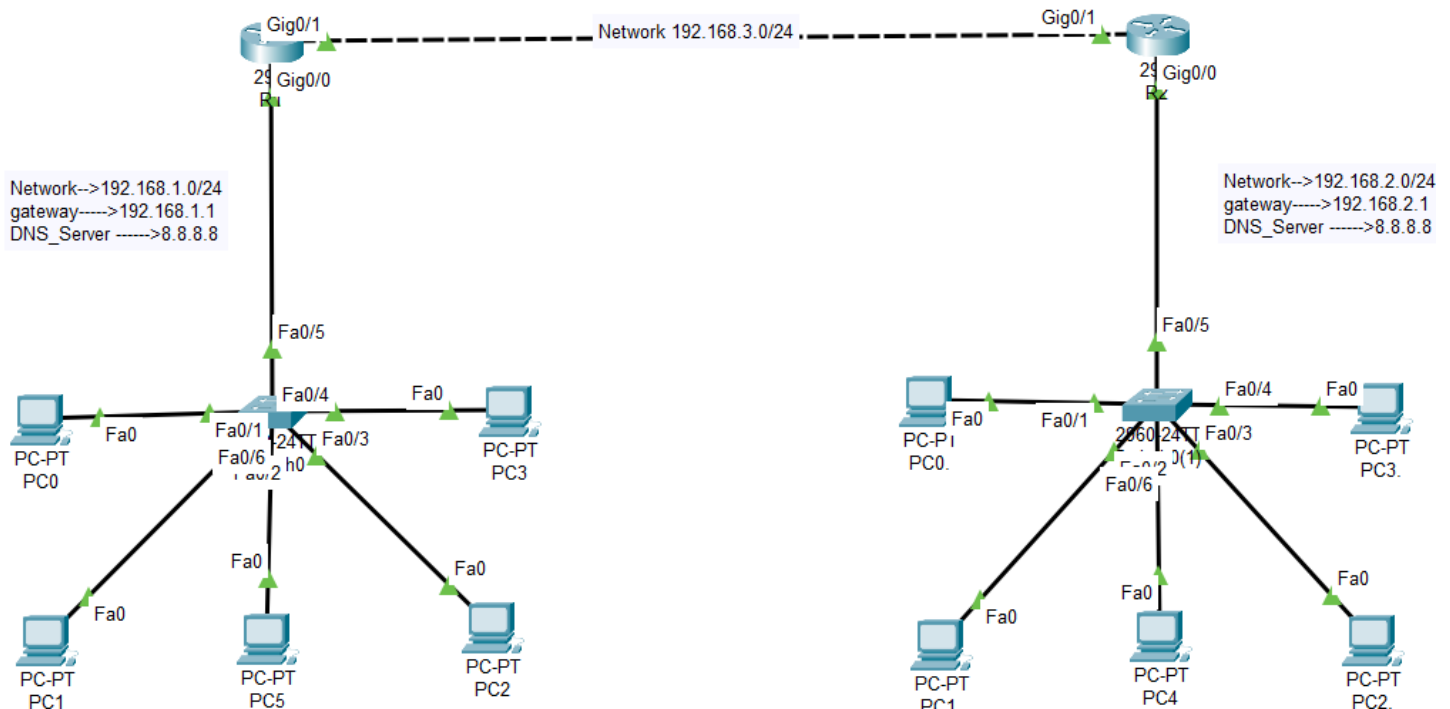 Gig0/1
Gig0/1
Network 192.168.3.0/24
Gig0/0
Gig0/0
Network-->192.168.1.0/24
gateway----->192.168.1.1
DNS_Server ------>8.8.8.8
Network-->192.168.2.0/24
gateway----->192.168.2.1
DNS_Server ------>8.8.8.8
Fa0/5
Fa0/5
Fa0/4
Fa0
Fa0/4
Fa0
Fa0
Fa0/1
Fa0/3
Fa0
Fa0/1
Fa0/3
PC-PT
PC0
Fa0/6
PC-PT
PC3
PC0.
Fa0/6
PC-PT
PC3.
Fa0
Fa0
Fa0
Fa0
Fa0
Fa0
PC-PT
PC1
PC-PT
PC5
PC-PT
PC2
PC-PT
PC1
PC-PT
PC4
PC-PT
PC2.